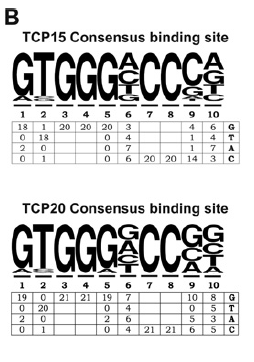 B
TCP15 Consensus binding site
GTGGGACCGA
1 2 3 4 5 6 7 8 9 10
18 1 20 20 20 3 4 6 G
0 18 0 4 1 4 T
2 0 0 7 1 7 A
0 1 0 6 20 20 14 3 C
TCP20 Consensus binding site
GTGGGGCCGG
1 2 3 4 5 6 7 8 9 10
19 0 21 21 19 7 10 8 G
0 20 0 4 0 5 T
2 0 2 6 5 3 A
0 1 0 4 21 21 6 5 C